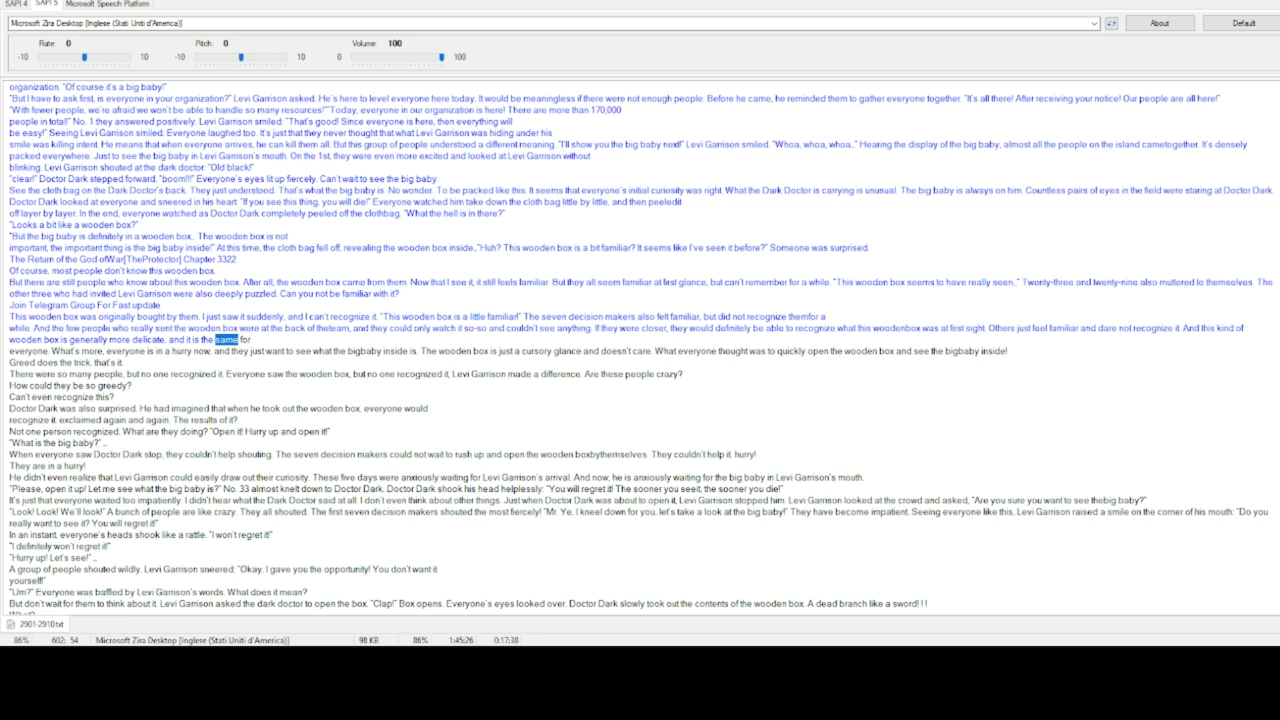 SAPI 4 SAPI 5 Microsoft Speech Platform
Microsoft Zira Desktop [Inglese (Stati Uniti d'America)] About Default
Rate: 0 Pitch: 0 Volume: 100
-10 10 -10 10 0 100
organization. "Of course it's a big baby!"
"But I have to ask first, is everyone in your organization?" Levi Garrison asked. He's here to level everyone here today. It would be meaningless if there were not enough people. Before he came, he reminded them to gather everyone together. "It's all there! After receiving your notice! Our people are all here!"
"With fewer people, we're afraid we won't be able to handle so many resources!""Today, everyone in our organization is here! There are more than 170,000
people in total!" No. 1 they answered positively. Levi Garrison smiled: "That's good! Since everyone is here, then everything will
be easy!" Seeing Levi Garrison smiled. Everyone laughed too. It's just that they never thought that what Levi Garrison was hiding under his
smile was killing intent. He means that when everyone arrives, he can kill them all. But this group of people understood a different meaning. "I'll show you the big baby next!" Levi Garrison smiled. "Whoa, whoa, whoa.." Hearing the display of the big baby, almost all the people on the island cametogether. It's densely
packed everywhere. Just to see the big baby in Levi Garrison's mouth. On the 1st, they were even more excited and looked at Levi Garrison without
blinking. Levi Garrison shouted at the dark doctor: "Old black!"
"clear!" Doctor Dark stepped forward. "boom!!!" Everyone's eyes lit up fiercely. Can't wait to see the big baby.
See the cloth bag on the Dark Doctor's back. They just understood. That's what the big baby is. No wonder. To be packed like this. It seems that everyone's initial curiosity was right. What the Dark Doctor is carrying is unusual. The big baby is always on him. Countless pairs of eyes in the field were staring at Doctor Dark.
Doctor Dark looked at everyone and sneered in his heart: "If you see this thing, you will die!" Everyone watched him take down the cloth bag little by little, and then peeledit
off layer by layer. In the end, everyone watched as Doctor Dark completely peeled off the clothbag. "What the hell is in there?"
"Looks a bit like a wooden box?"
"But the big baby is definitely in a wooden box.. The wooden box is not
important, the important thing is the big baby inside!" At this time, the cloth bag fell off, revealing the wooden box inside.."Huh? This wooden box is a bit familiar? It seems like I've seen it before?" Someone was surprised.
The Return of the God ofWar[TheProtector] Chapter 3322
Of course, most people don't know this wooden box.
But there are still people who know about this wooden box. After all, the wooden box came from them. Now that I see it, it still feels familiar. But they all seem familiar at first glance, but can't remember for a while. "This wooden box seems to have really seen..." Twenty-three and twenty-nine also muttered to themselves. The
other three who had invited Levi Garrison were also deeply puzzled. Can you not be familiar with it?
Join Telegram Group For Fast update
This wooden box was originally bought by them. I just saw it suddenly, and I can't recognize it. "This wooden box is a little familiar!" The seven decision makers also felt familiar, but did not recognize themfor a
while. And the few people who really sent the wooden box were at the back of theteam, and they could only watch it so-so and couldn't see anything. If they were closer, they would definitely be able to recognize what this woodenbox was at first sight. Others just feel familiar and dare not recognize it. And this kind of
wooden box is generally more delicate, and it is the same for
everyone. What's more, everyone is in a hurry now, and they just want to see what the bigbaby inside is. The wooden box is just a cursory glance and doesn't care. What everyone thought was to quickly open the wooden box and see the bigbaby inside!
Greed does the trick, that's it.
There were so many people, but no one recognized it. Everyone saw the wooden box, but no one recognized it, Levi Garrison made a difference. Are these people crazy?
How could they be so greedy?
Can't even recognize this?
Doctor Dark was also surprised. He had imagined that when he took out the wooden box, everyone would
recognize it, exclaimed again and again. The results of it?
Not one person recognized. What are they doing? "Open it! Hurry up and open it!"
"What is the big baby?" ..
When everyone saw Doctor Dark stop, they couldn't help shouting. The seven decision makers could not wait to rush up and open the wooden boxbythemselves. They couldn't help it, hurry!
They are in a hurry!
He didn't even realize that Levi Garrison could easily draw out their curiosity. These five days were anxiously waiting for Levi Garrison's arrival. And now, he is anxiously waiting for the big baby in Levi Garrison's mouth.
"Please, open it up! Let me see what the big baby is?" No. 33 almost knelt down to Doctor Dark. Doctor Dark shook his head helplessly: "You will regret it! The sooner you seeit, the sooner you die!"
It's just that everyone waited too impatiently. I didn't hear what the Dark Doctor said at all. I don't even think about other things. Just when Doctor Dark was about to open it, Levi Garrison stopped him. Levi Garrison looked at the crowd and asked, "Are you sure you want to see thebig baby?"
"Look! Look! We'll look!" A bunch of people are like crazy. They all shouted. The first seven decision makers shouted the most fiercely! "Mr. Ye, I kneel down for you, let's take a look at the big baby!" They have become impatient. Seeing everyone like this, Levi Garrison raised a smile on the corner of his mouth: "Do you
really want to see it? You will regret it!"
In an instant, everyone's heads shook like a rattle. "I won't regret it!"
"I definitely won't regret it!"
"Hurry up! Let's see!" ..
A group of people shouted wildly. Levi Garrison sneered: "Okay, I gave you the opportunity! You don't want it
yourself!"
"Um?" Everyone was baffled by Levi Garrison's words. What does it mean?
But don't wait for them to think about it. Levi Garrison asked the dark doctor to open the box. "Clap!" Box opens. Everyone's eyes looked over. Doctor Dark slowly took out the contents of the wooden box. A dead branch like a sword!!!
2901-2910.txt
86% 602: 54 Microsoft Zira Desktop [Inglese (Stati Uniti d'America)] 98 KB 86% 1:45:26 0:17:38